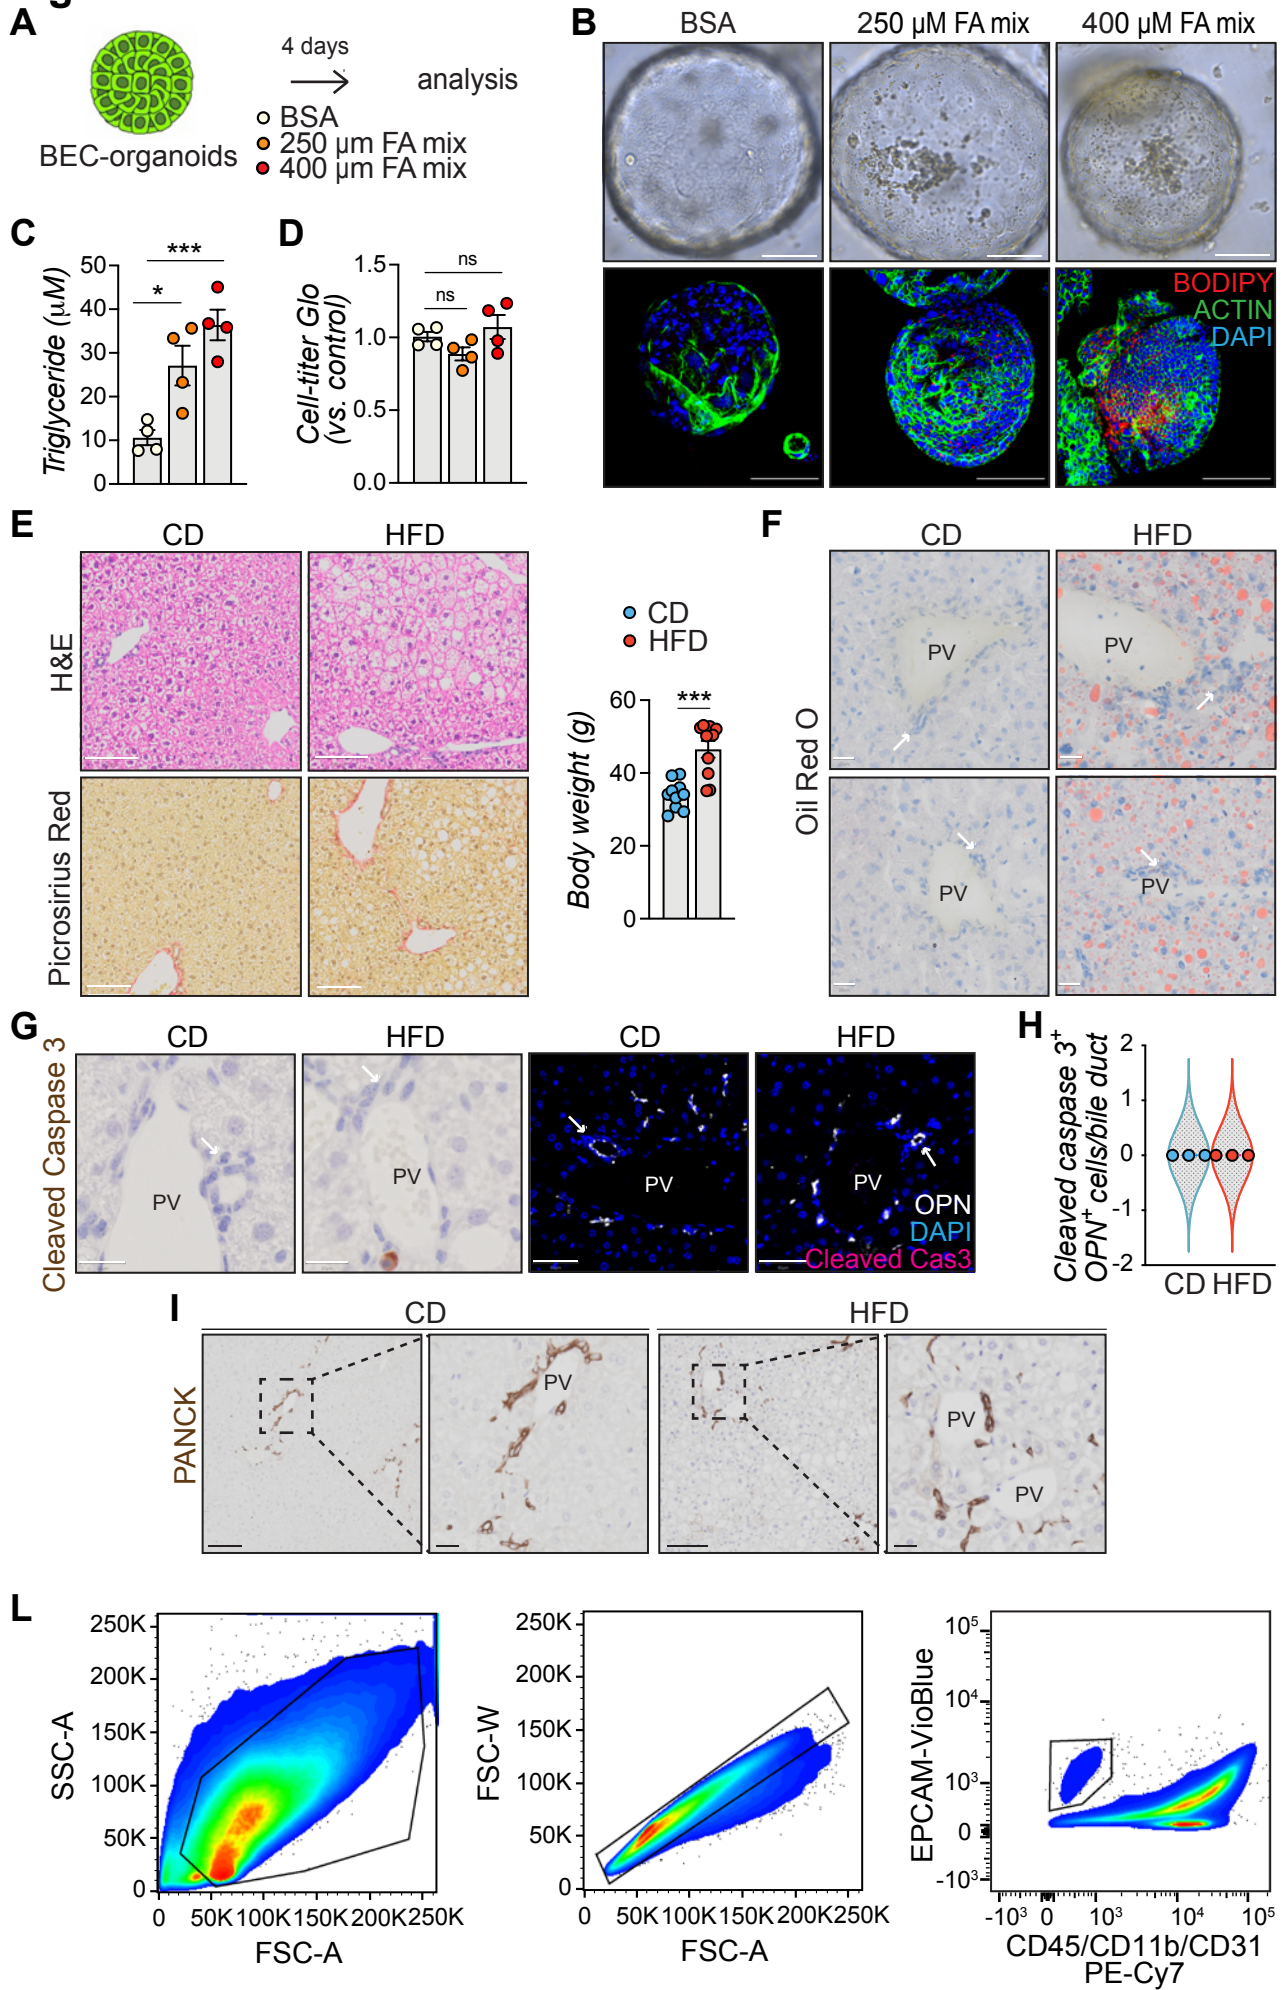 A
4 days
analysis
BEC-organoids
BSA
250 µm FA mix
400 µm FA mix
B
BSA
250 µM FA mix
400 µM FA mix
BODIPY
ACTIN
DAPI
C
Triglyceride (µM)
50
40
30
20
10
0
*
***
D
Cell-titer Glo
(vs. control)
1.5
1.0
0.5
0.0
ns
ns
E
CD
HFD
H&E
Picrosirius Red
CD
HFD
Body weight (g)
60
40
20
0
***
F
CD
HFD
Oil Red O
PV
PV
PV
PV
G
CD
HFD
CD
HFD
Cleaved Caspase 3
PV
PV
PV
PV
OPN
DAPI
Cleaved Cas3
H
Cleaved caspase 3+
OPN+ cells/bile duct
2
1
0
-1
-2
CD HFD
I
CD
HFD
PANCK
PV
PV
PV
L
SSC-A
250K
200K
150K
100K
50K
0
0 50K 100K 150K 200K 250K
FSC-A
FSC-W
250K
200K
150K
100K
50K
0
0 50K 100K 150K 200K 250K
FSC-A
EPCAM-VioBlue
10⁵
10⁴
10³
0
-10³
-10³ 0 10³ 10⁴ 10⁵
CD45/CD11b/CD31
PE-Cy7